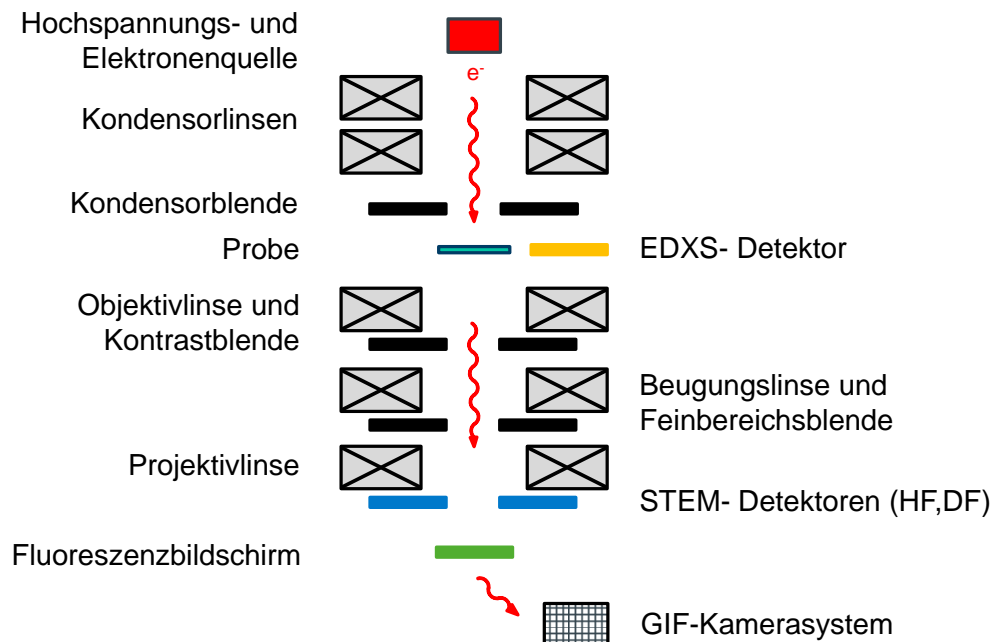 Hochspannungs- und
Elektronenquelle
e-
Kondensorlinsen
Kondensorblende
Probe
EDXS- Detektor
Objektivlinse und
Kontrastblende
Beugungslinse und
Feinbereichsblende
Projektivlinse
STEM- Detektoren (HF,DF)
Fluoreszenzbildschirm
GIF-Kamerasystem